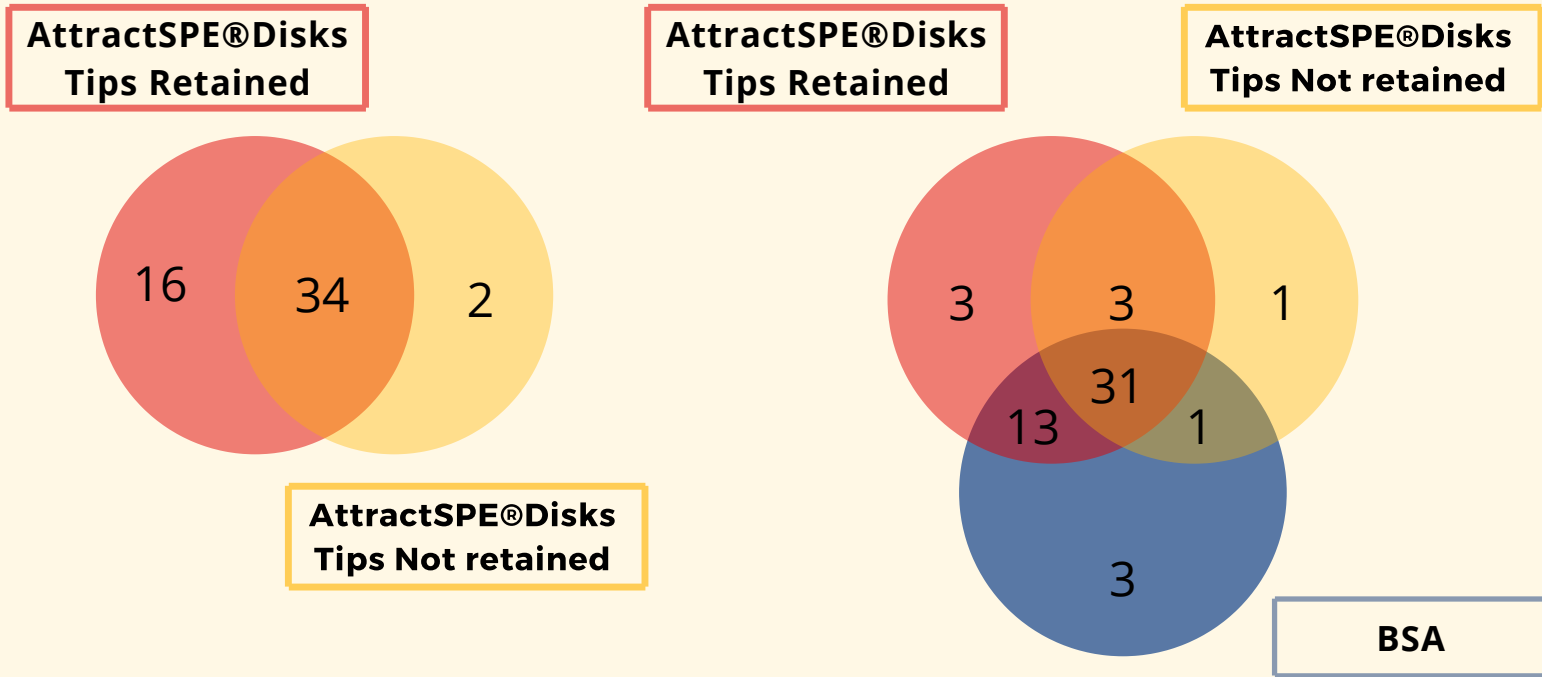 AttractSPE®Disks
Tips Retained
16
34
2
AttractSPE®Disks
Tips Not retained
AttractSPE®Disks
Tips Retained
AttractSPE®Disks
Tips Not retained
3
3
1
31
13
1
3
BSA